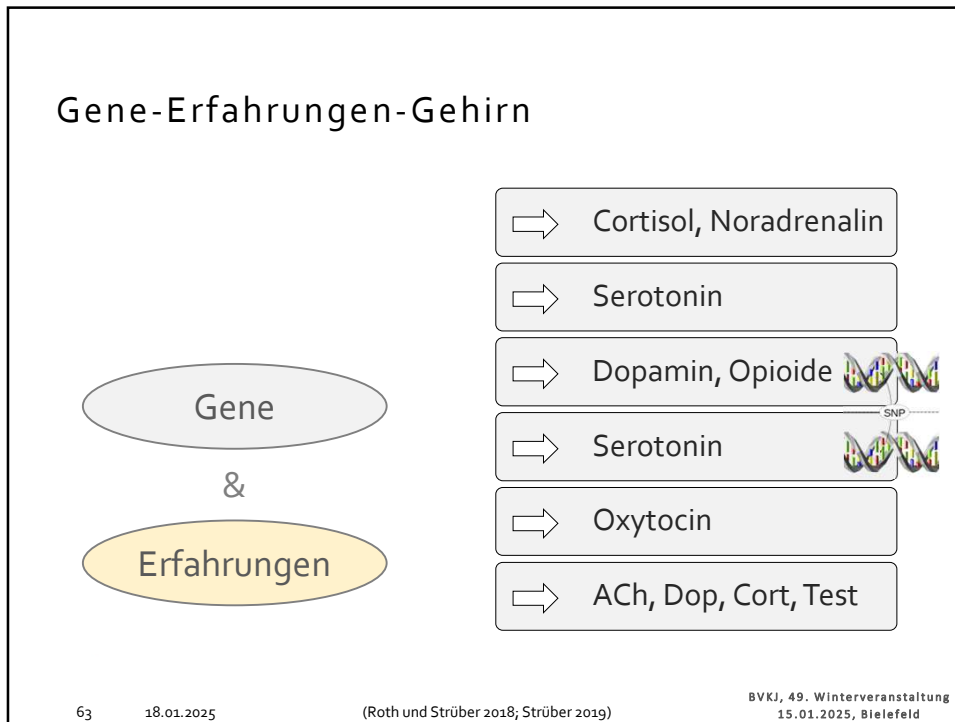 Gene-Erfahrungen-Gehirn
Gene
&
Erfahrungen
Cortisol, Noradrenalin
Serotonin
Dopamin, Opioide
SNP
Serotonin
Oxytocin
ACh, Dop, Cort, Test
63 18.01.2025 (Roth und Strüber 2018; Strüber 2019)
BVKJ, 49. Winterveranstaltung
15.01.2025, Bielefeld